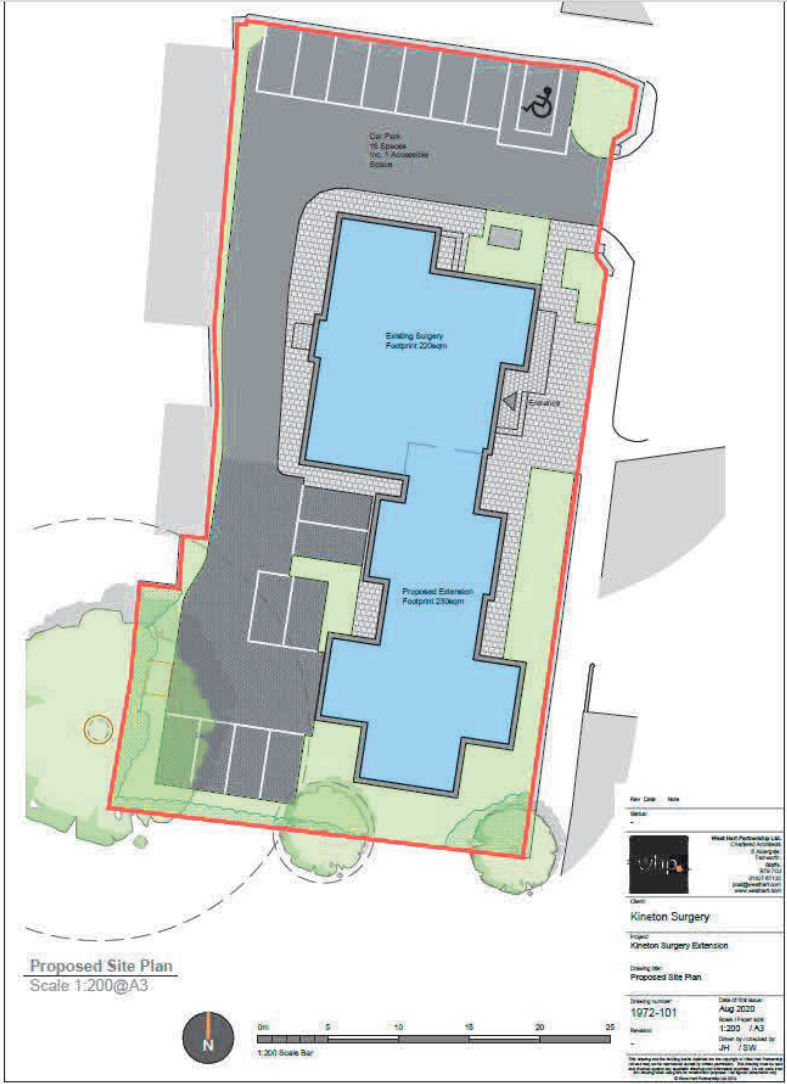 Car Park
16 Spaces
Inc. 1 Accessible
Space
Existing Surgery
Footprint 220sqm
Entrance
Proposed Extension
Footprint 230sqm
Rev Date Note
Status:
-
West Hart Partnership Ltd.
Chartered Architects
Tamworth
Staffs
www.westhart.com
whp
Client:
Kineton Surgery
Project:
Kineton Surgery Extension
Drawing title:
Proposed Site Plan
Drawing number:
1972-101
Date of first issue:
Aug 2020
Scale / Paper size:
1:200 / A3
Revision:
-
Drawn by / checked by:
JH / SW
Proposed Site Plan
Scale 1:200@A3
N
0m 5 10 15 20 25
1:200 Scale Bar